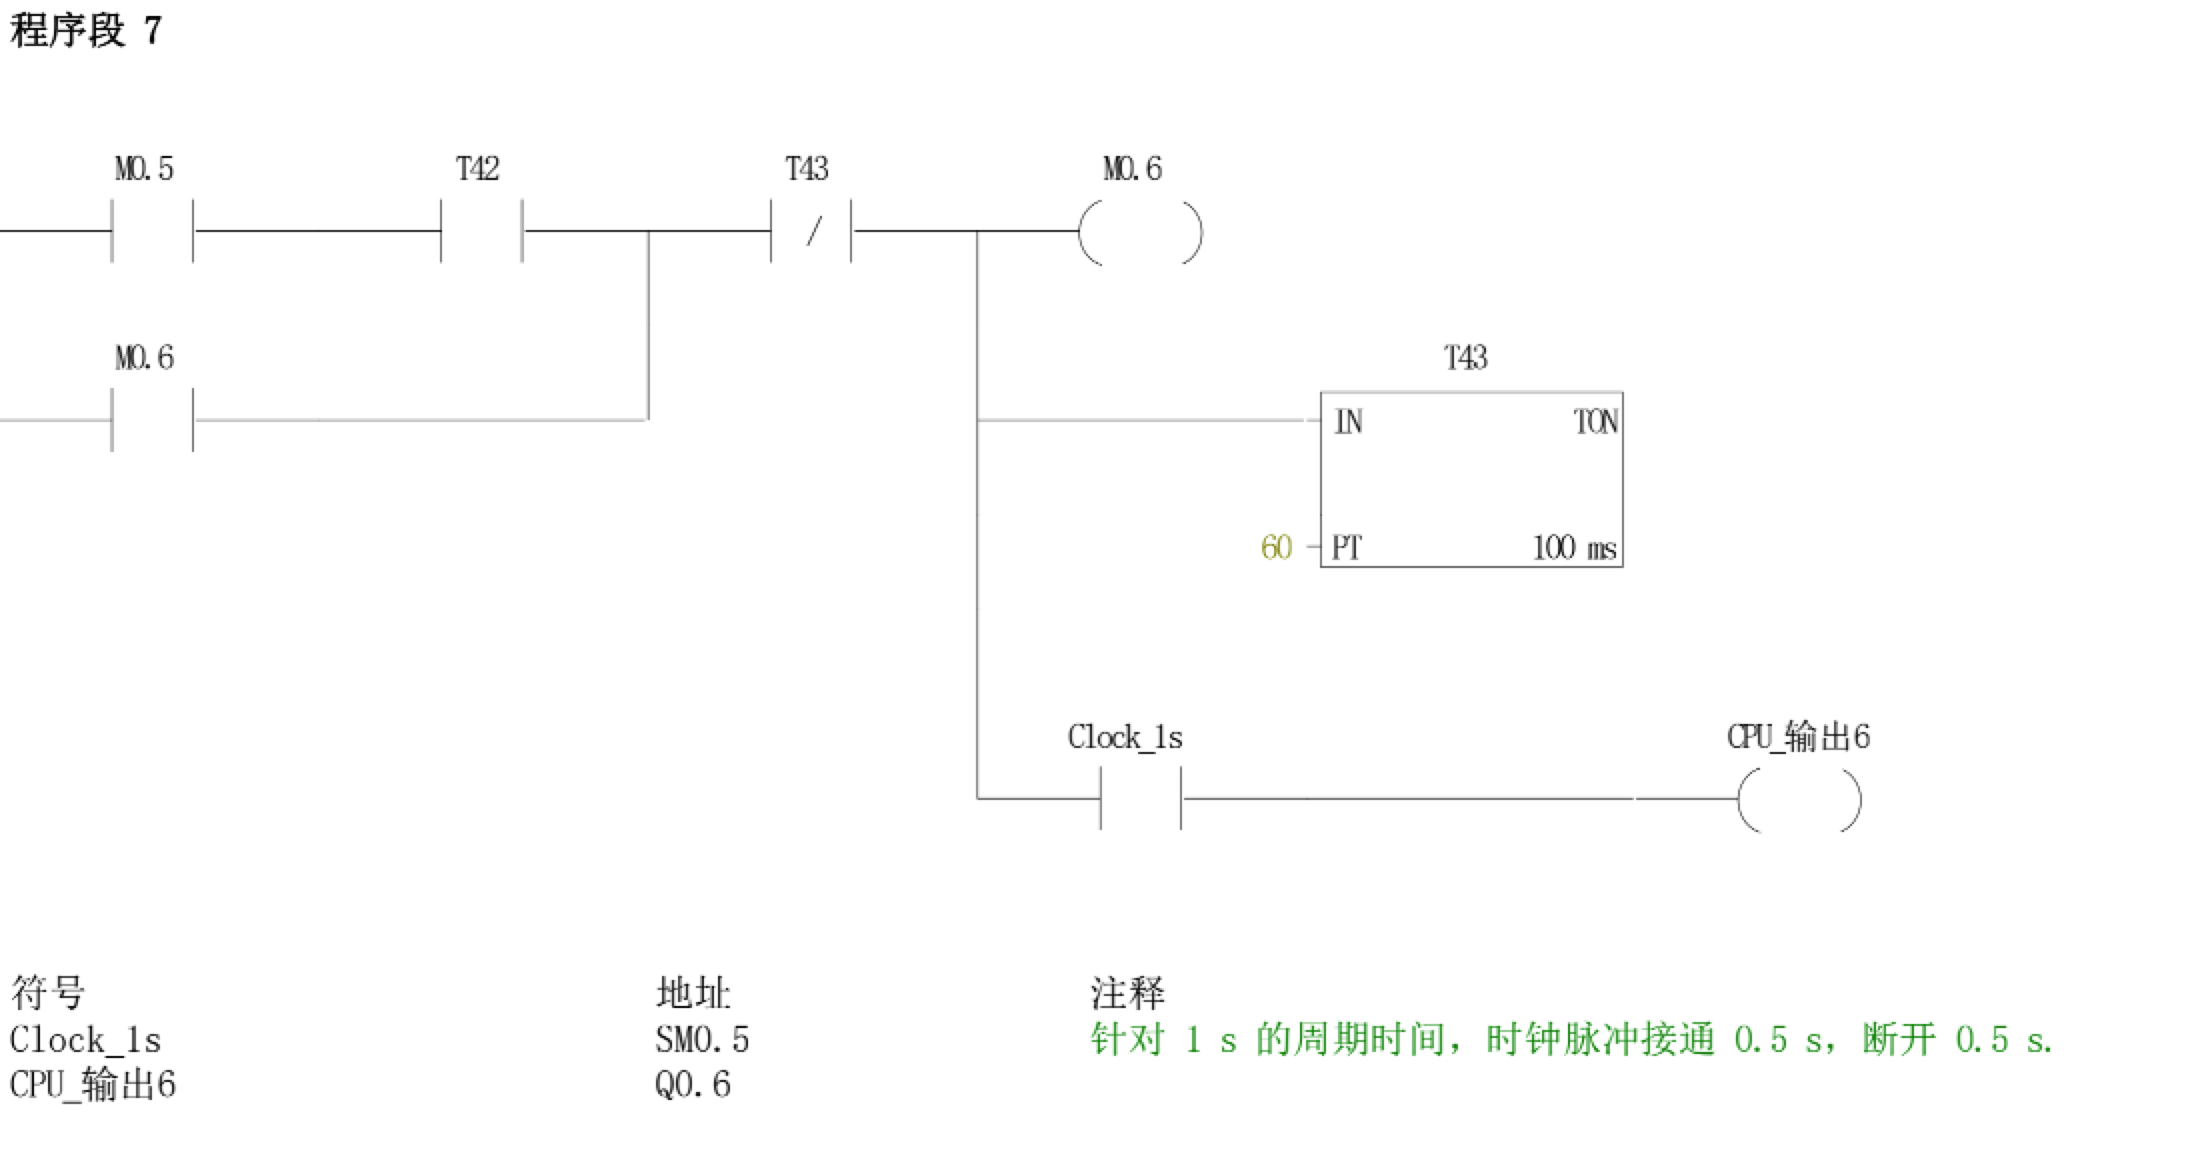 程序段 7
M0.5 T42 T43 M0.6
/
M0.6 T43
IN TON
60 PT 100 ms
Clock_1s CPU_输出6
符号 地址 注释
Clock_1s SM0.5 针对 1 s 的周期时间，时钟脉冲接通 0.5 s，断开 0.5 s.
CPU_输出6 Q0.6